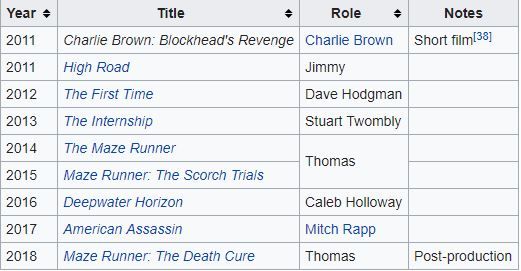 Year Title Role Notes
2011 Charlie Brown: Blockhead's Revenge Charlie Brown Short film[38]
2011 High Road Jimmy
2012 The First Time Dave Hodgman
2013 The Internship Stuart Twombly
2014 The Maze Runner Thomas
2015 Maze Runner: The Scorch Trials
2016 Deepwater Horizon Caleb Holloway
2017 American Assassin Mitch Rapp
2018 Maze Runner: The Death Cure Thomas Post-production